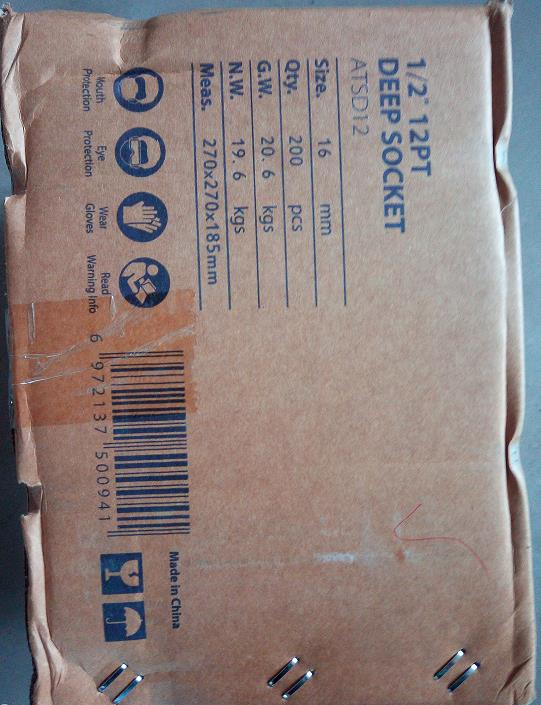 1/2" 12PT
DEEP SOCKET
ATSD12
Size. 16 mm
Qty. 200 pcs
G.W. 20.6 kgs
N.W. 19.6 kgs
Meas. 270x270x185mm
Mouth Protection
Eye Protection
Wear Gloves
Read Warning Info
6 972137 500941
Made in China